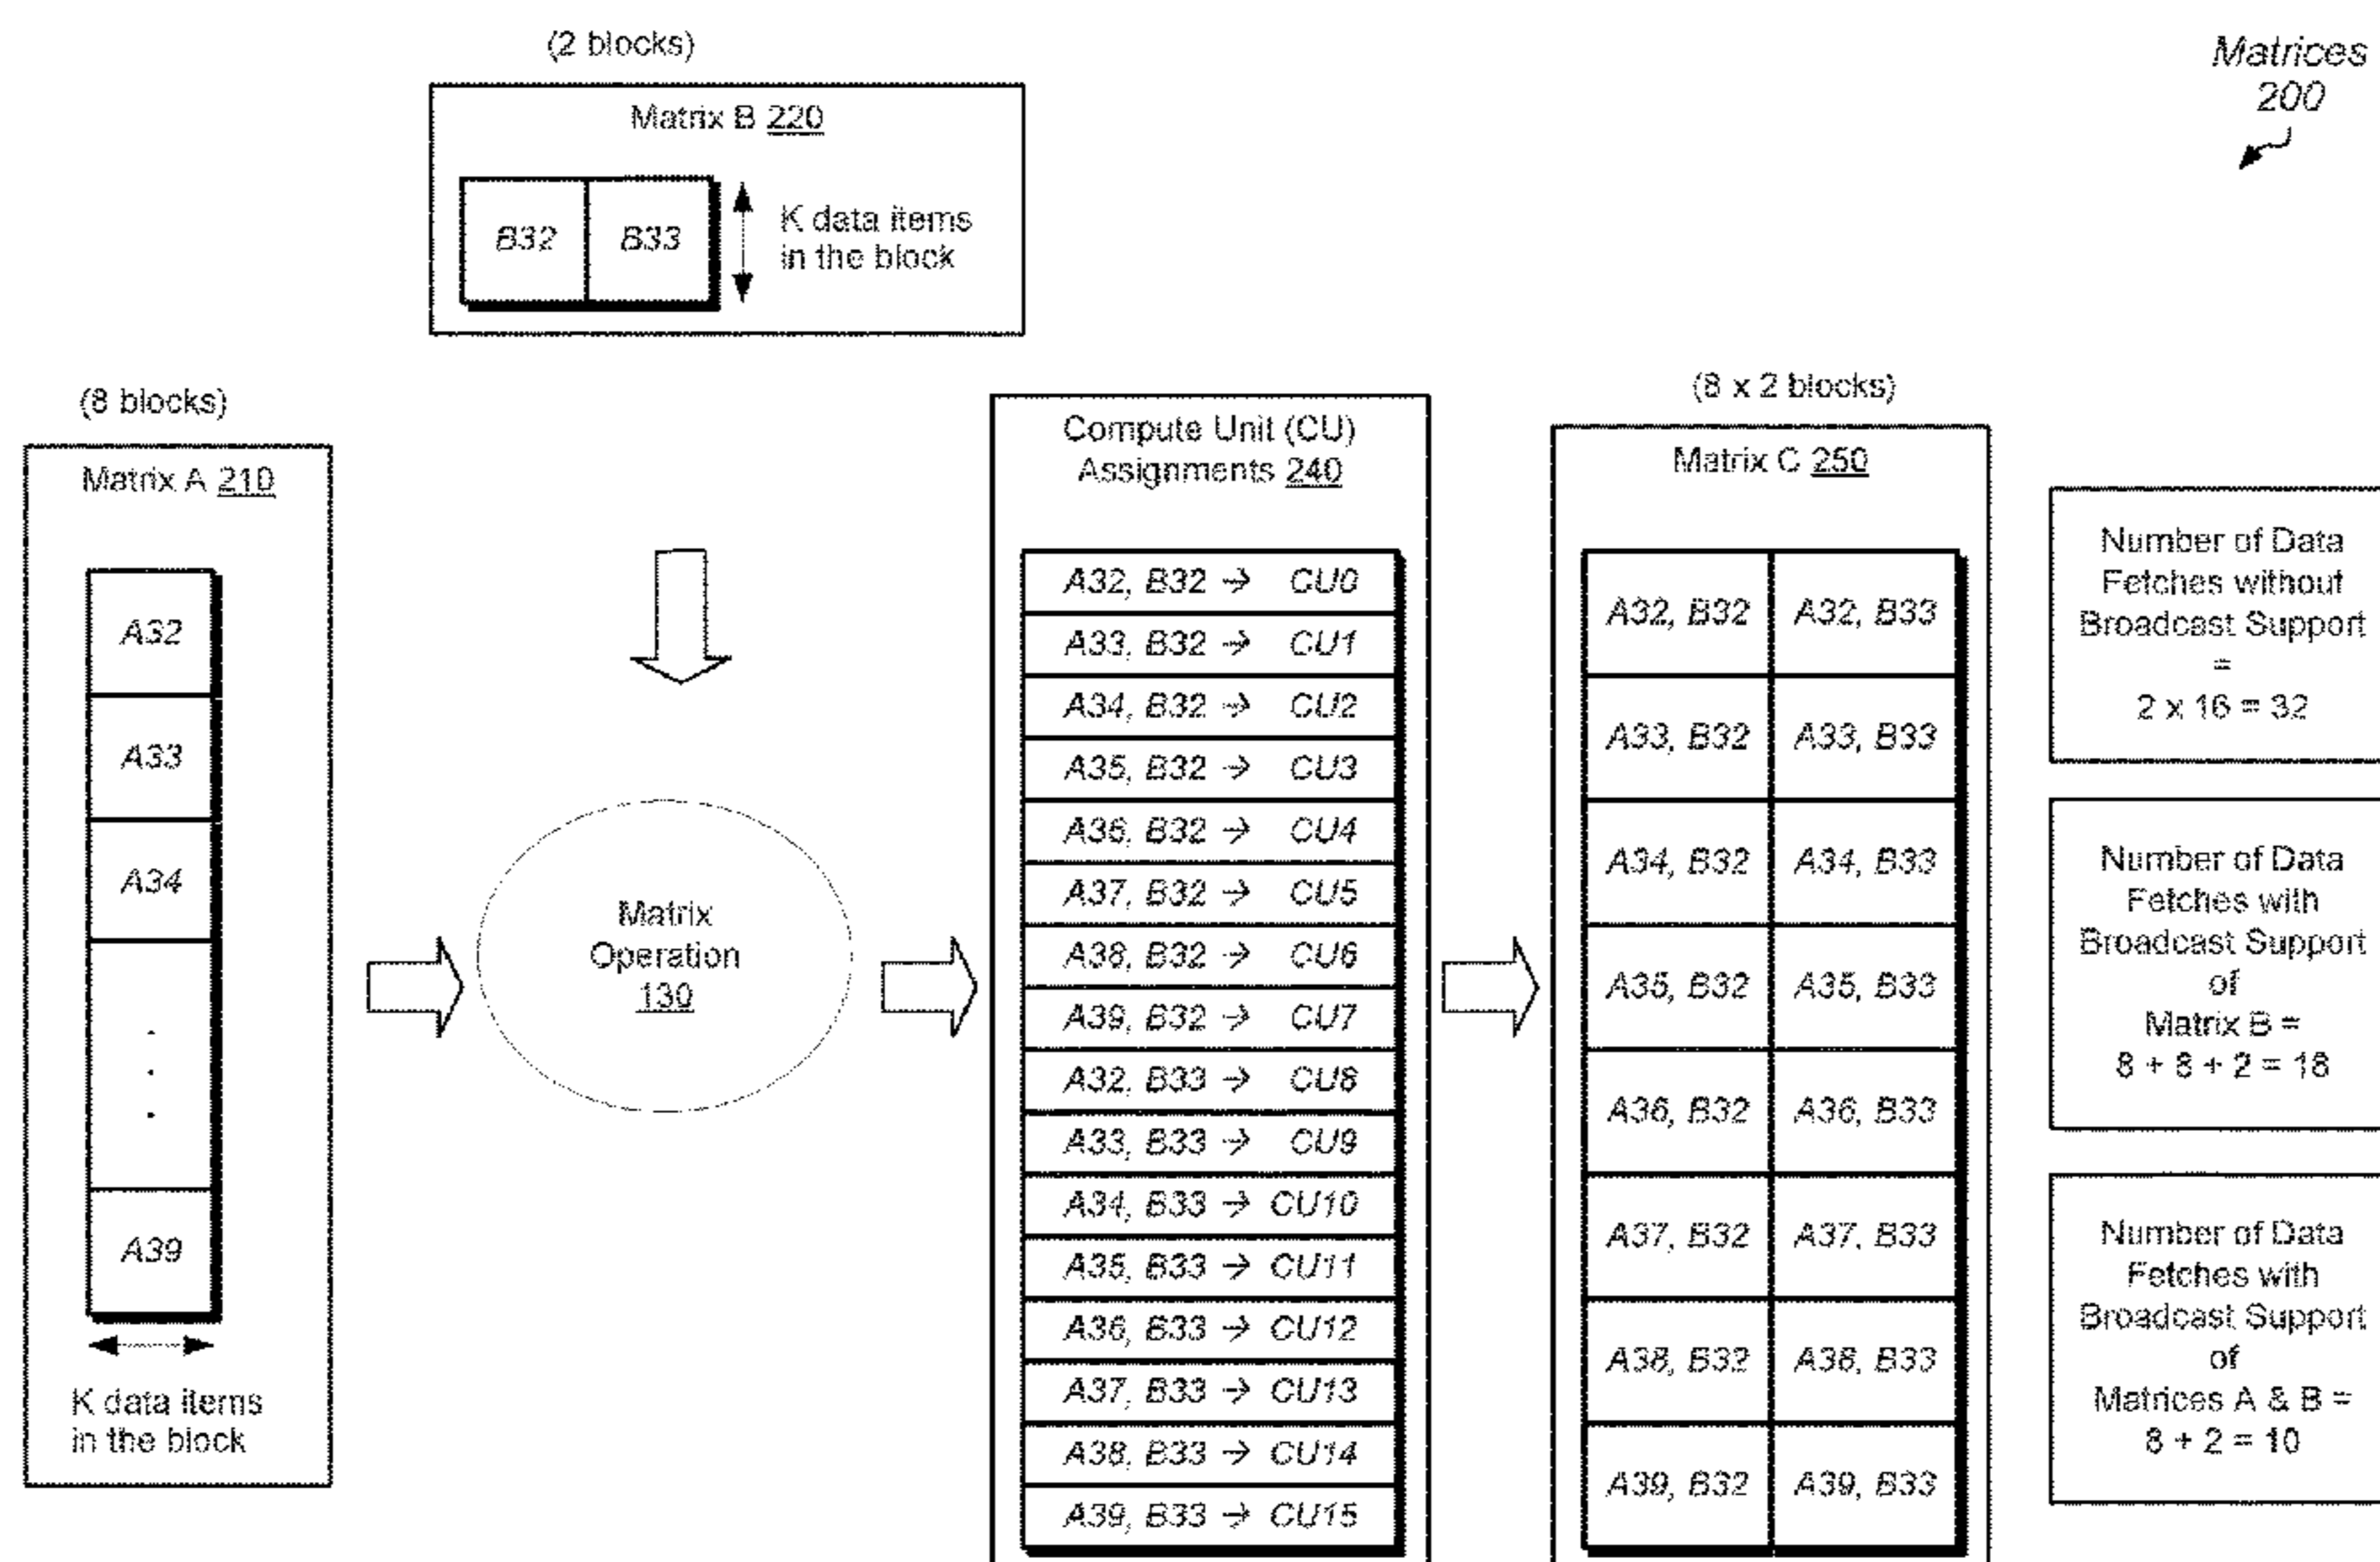 (2 blocks)
Matrices
200
Matrix B 220
B32 B33
K data items
in the block
(8 blocks)
Matrix A 210
A32
A33
A34
.
.
.
A39
K data items
in the block
Matrix
Operation
130
Compute Unit (CU)
Assignments 240
A32, B32 → CU0
A33, B32 → CU1
A34, B32 → CU2
A35, B32 → CU3
A36, B32 → CU4
A37, B32 → CU5
A38, B32 → CU6
A39, B32 → CU7
A32, B33 → CU8
A33, B33 → CU9
A34, B33 → CU10
A35, B33 → CU11
A36, B33 → CU12
A37, B33 → CU13
A38, B33 → CU14
A39, B33 → CU15
(8 x 2 blocks)
Matrix C 250
A32, B32 A32, B33
A33, B32 A33, B33
A34, B32 A34, B33
A35, B32 A35, B33
A36, B32 A36, B33
A37, B32 A37, B33
A38, B32 A38, B33
A39, B32 A39, B33
Number of Data
Fetches without
Broadcast Support
=
2 x 16 = 32
Number of Data
Fetches with
Broadcast Support
of
Matrix B =
8 + 8 + 2 = 18
Number of Data
Fetches with
Broadcast Support
of
Matrices A & B =
8 + 2 = 10